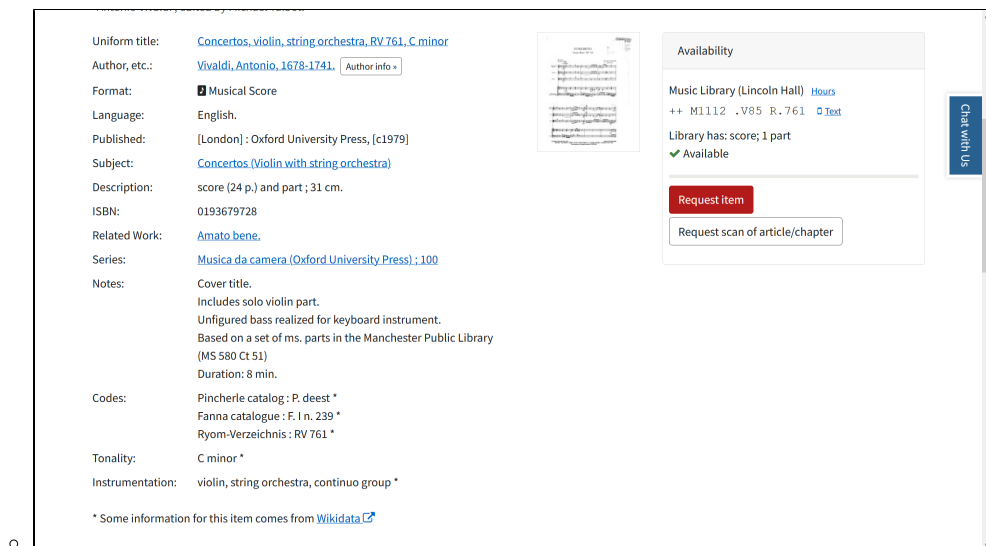 Uniform title: Concertos, violin, string orchestra, RV 761, C minor
Author, etc.: Vivaldi, Antonio, 1678-1741. Author info »
Format: Musical Score
Language: English.
Published: [London] : Oxford University Press, [c1979]
Subject: Concertos (Violin with string orchestra)
Description: score (24 p.) and part ; 31 cm.
ISBN: 0193679728
Related Work: Amato bene.
Series: Musica da camera (Oxford University Press) ; 100
Notes: Cover title.
Includes solo violin part.
Unfigured bass realized for keyboard instrument.
Based on a set of ms. parts in the Manchester Public Library
(MS 580 Ct 51)
Duration: 8 min.
Codes: Pincherle catalog : P. deest *
Fanna catalogue : F. I n. 239 *
Ryom-Verzeichnis : RV 761 *
Tonality: C minor *
Instrumentation: violin, string orchestra, continuo group *
* Some information for this item comes from Wikidata
Availability
Music Library (Lincoln Hall) Hours
++ M1112 .V85 R.761 Text
Library has: score; 1 part
Available
Request item
Request scan of article/chapter
Chat with Us